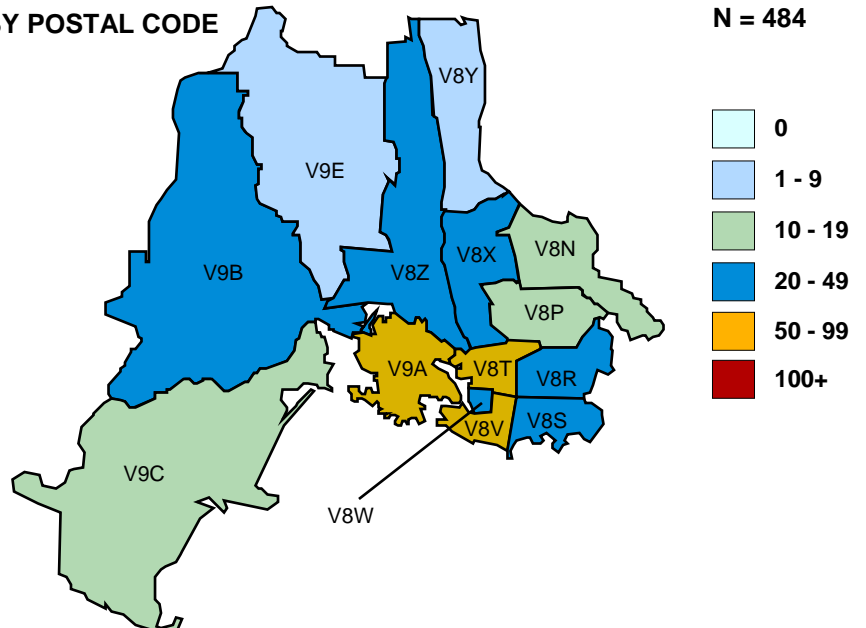 BY POSTAL CODE
N = 484
0
1 - 9
10 - 19
20 - 49
50 - 99
100+
V8Y
V9E
V8N
V8X
V9B
V8Z
V8P
V9A
V8T
V8R
V8S
V8V
V9C
V8W